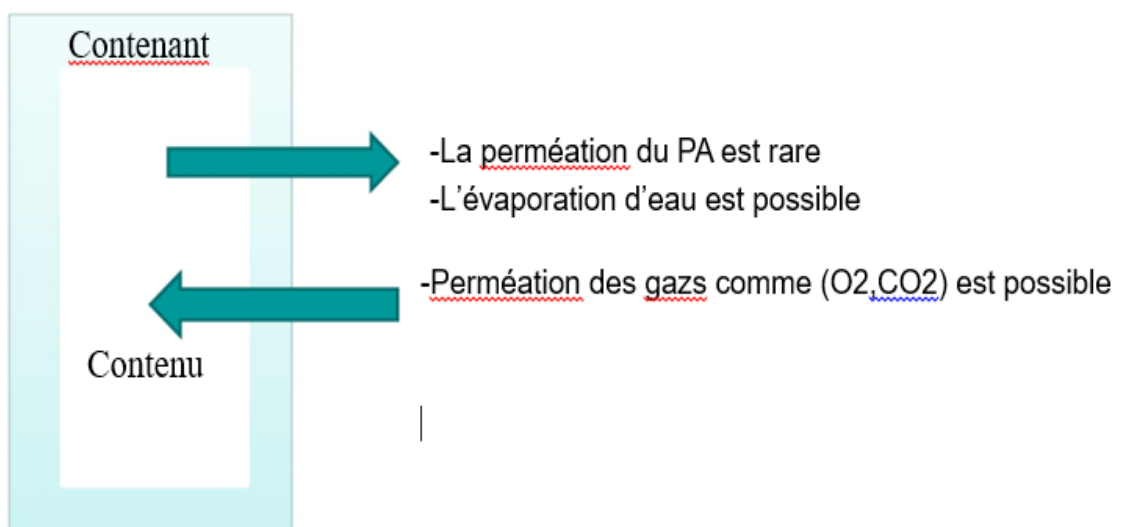 Contenant
-La perméation du PA est rare
-L’évaporation d’eau est possible
-Perméation des gazs comme (O2,CO2) est possible
Contenu